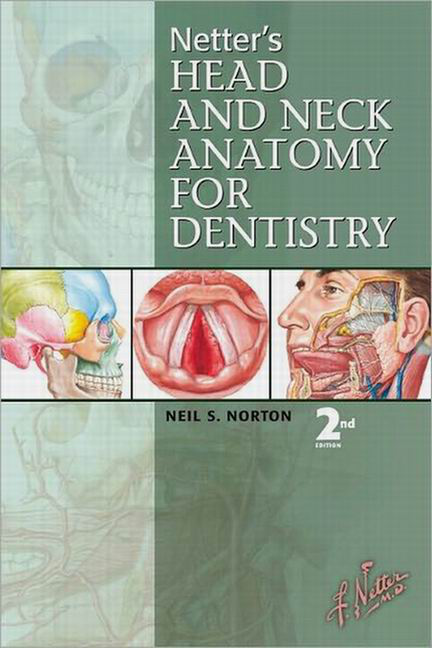 Netter's
HEAD
AND NECK
ANATOMY
FOR
DENTISTRY
NEIL S. NORTON
2nd
EDITION
F. Netter
M.D.